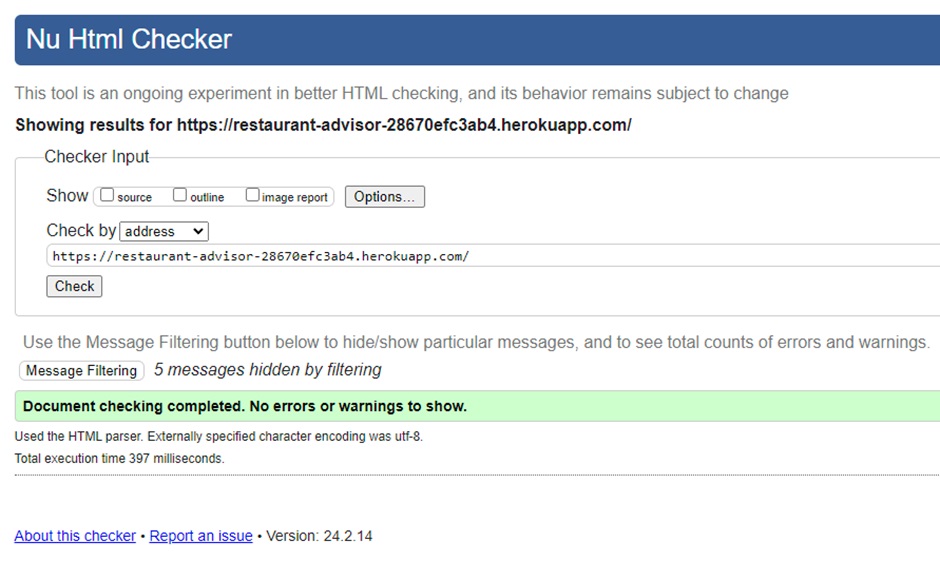 Nu Html Checker
This tool is an ongoing experiment in better HTML checking, and its behavior remains subject to change
Showing results for https://restaurant-advisor-28670efc3ab4.herokuapp.com/
Checker Input
Show source outline image report Options...
Check by address
https://restaurant-advisor-28670efc3ab4.herokuapp.com/
Check
Use the Message Filtering button below to hide/show particular messages, and to see total counts of errors and warnings.
Message Filtering 5 messages hidden by filtering
Document checking completed. No errors or warnings to show.
Used the HTML parser. Externally specified character encoding was utf-8.
Total execution time 397 milliseconds.
About this checker • Report an issue • Version: 24.2.14